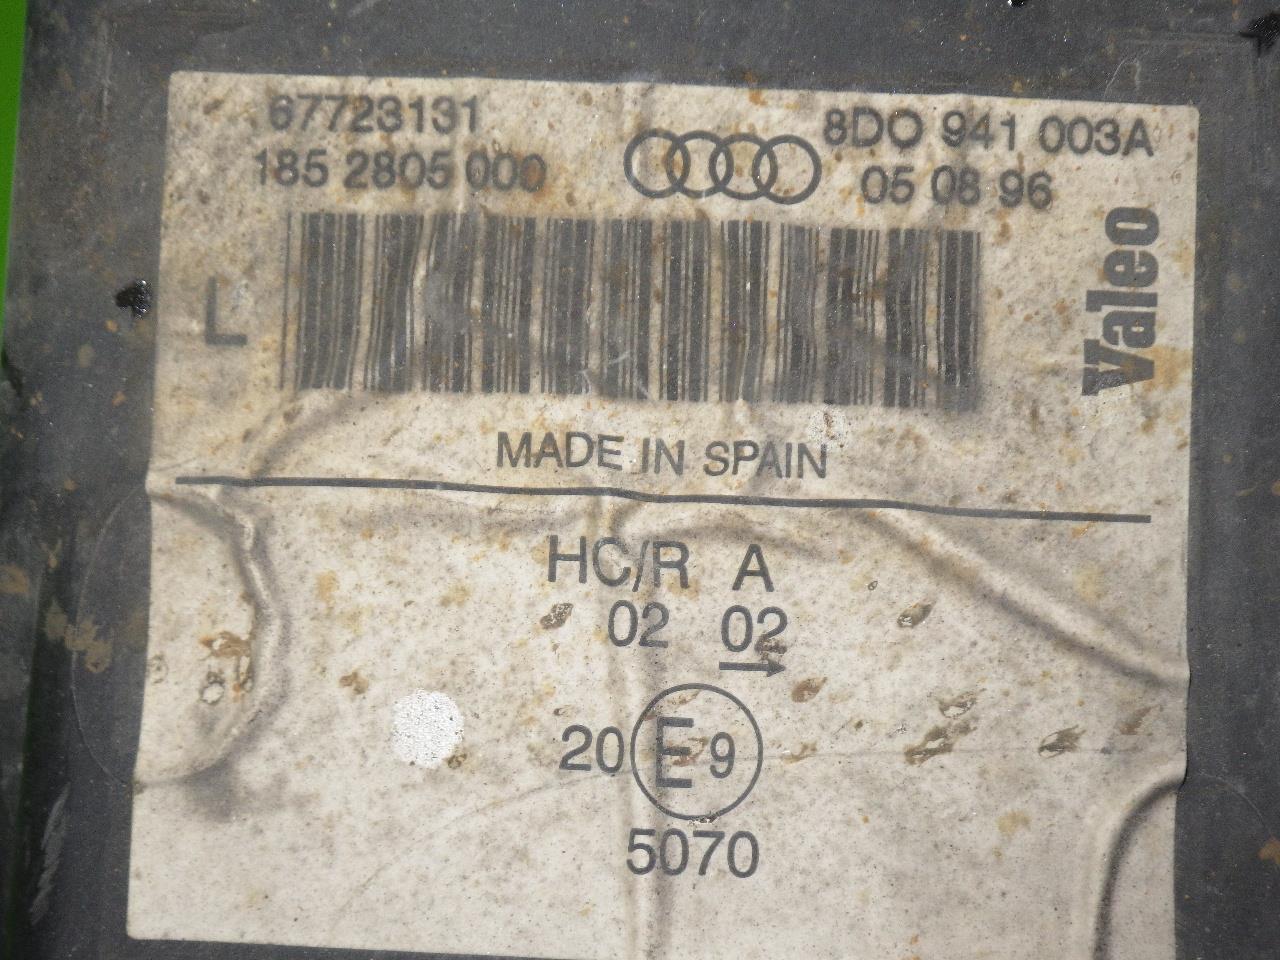 67723131
8DO 941 003A
185 2805 000
05 08 96
Valeo
L
MADE IN SPAIN
HC/R A
02 02
20 E 9
5070